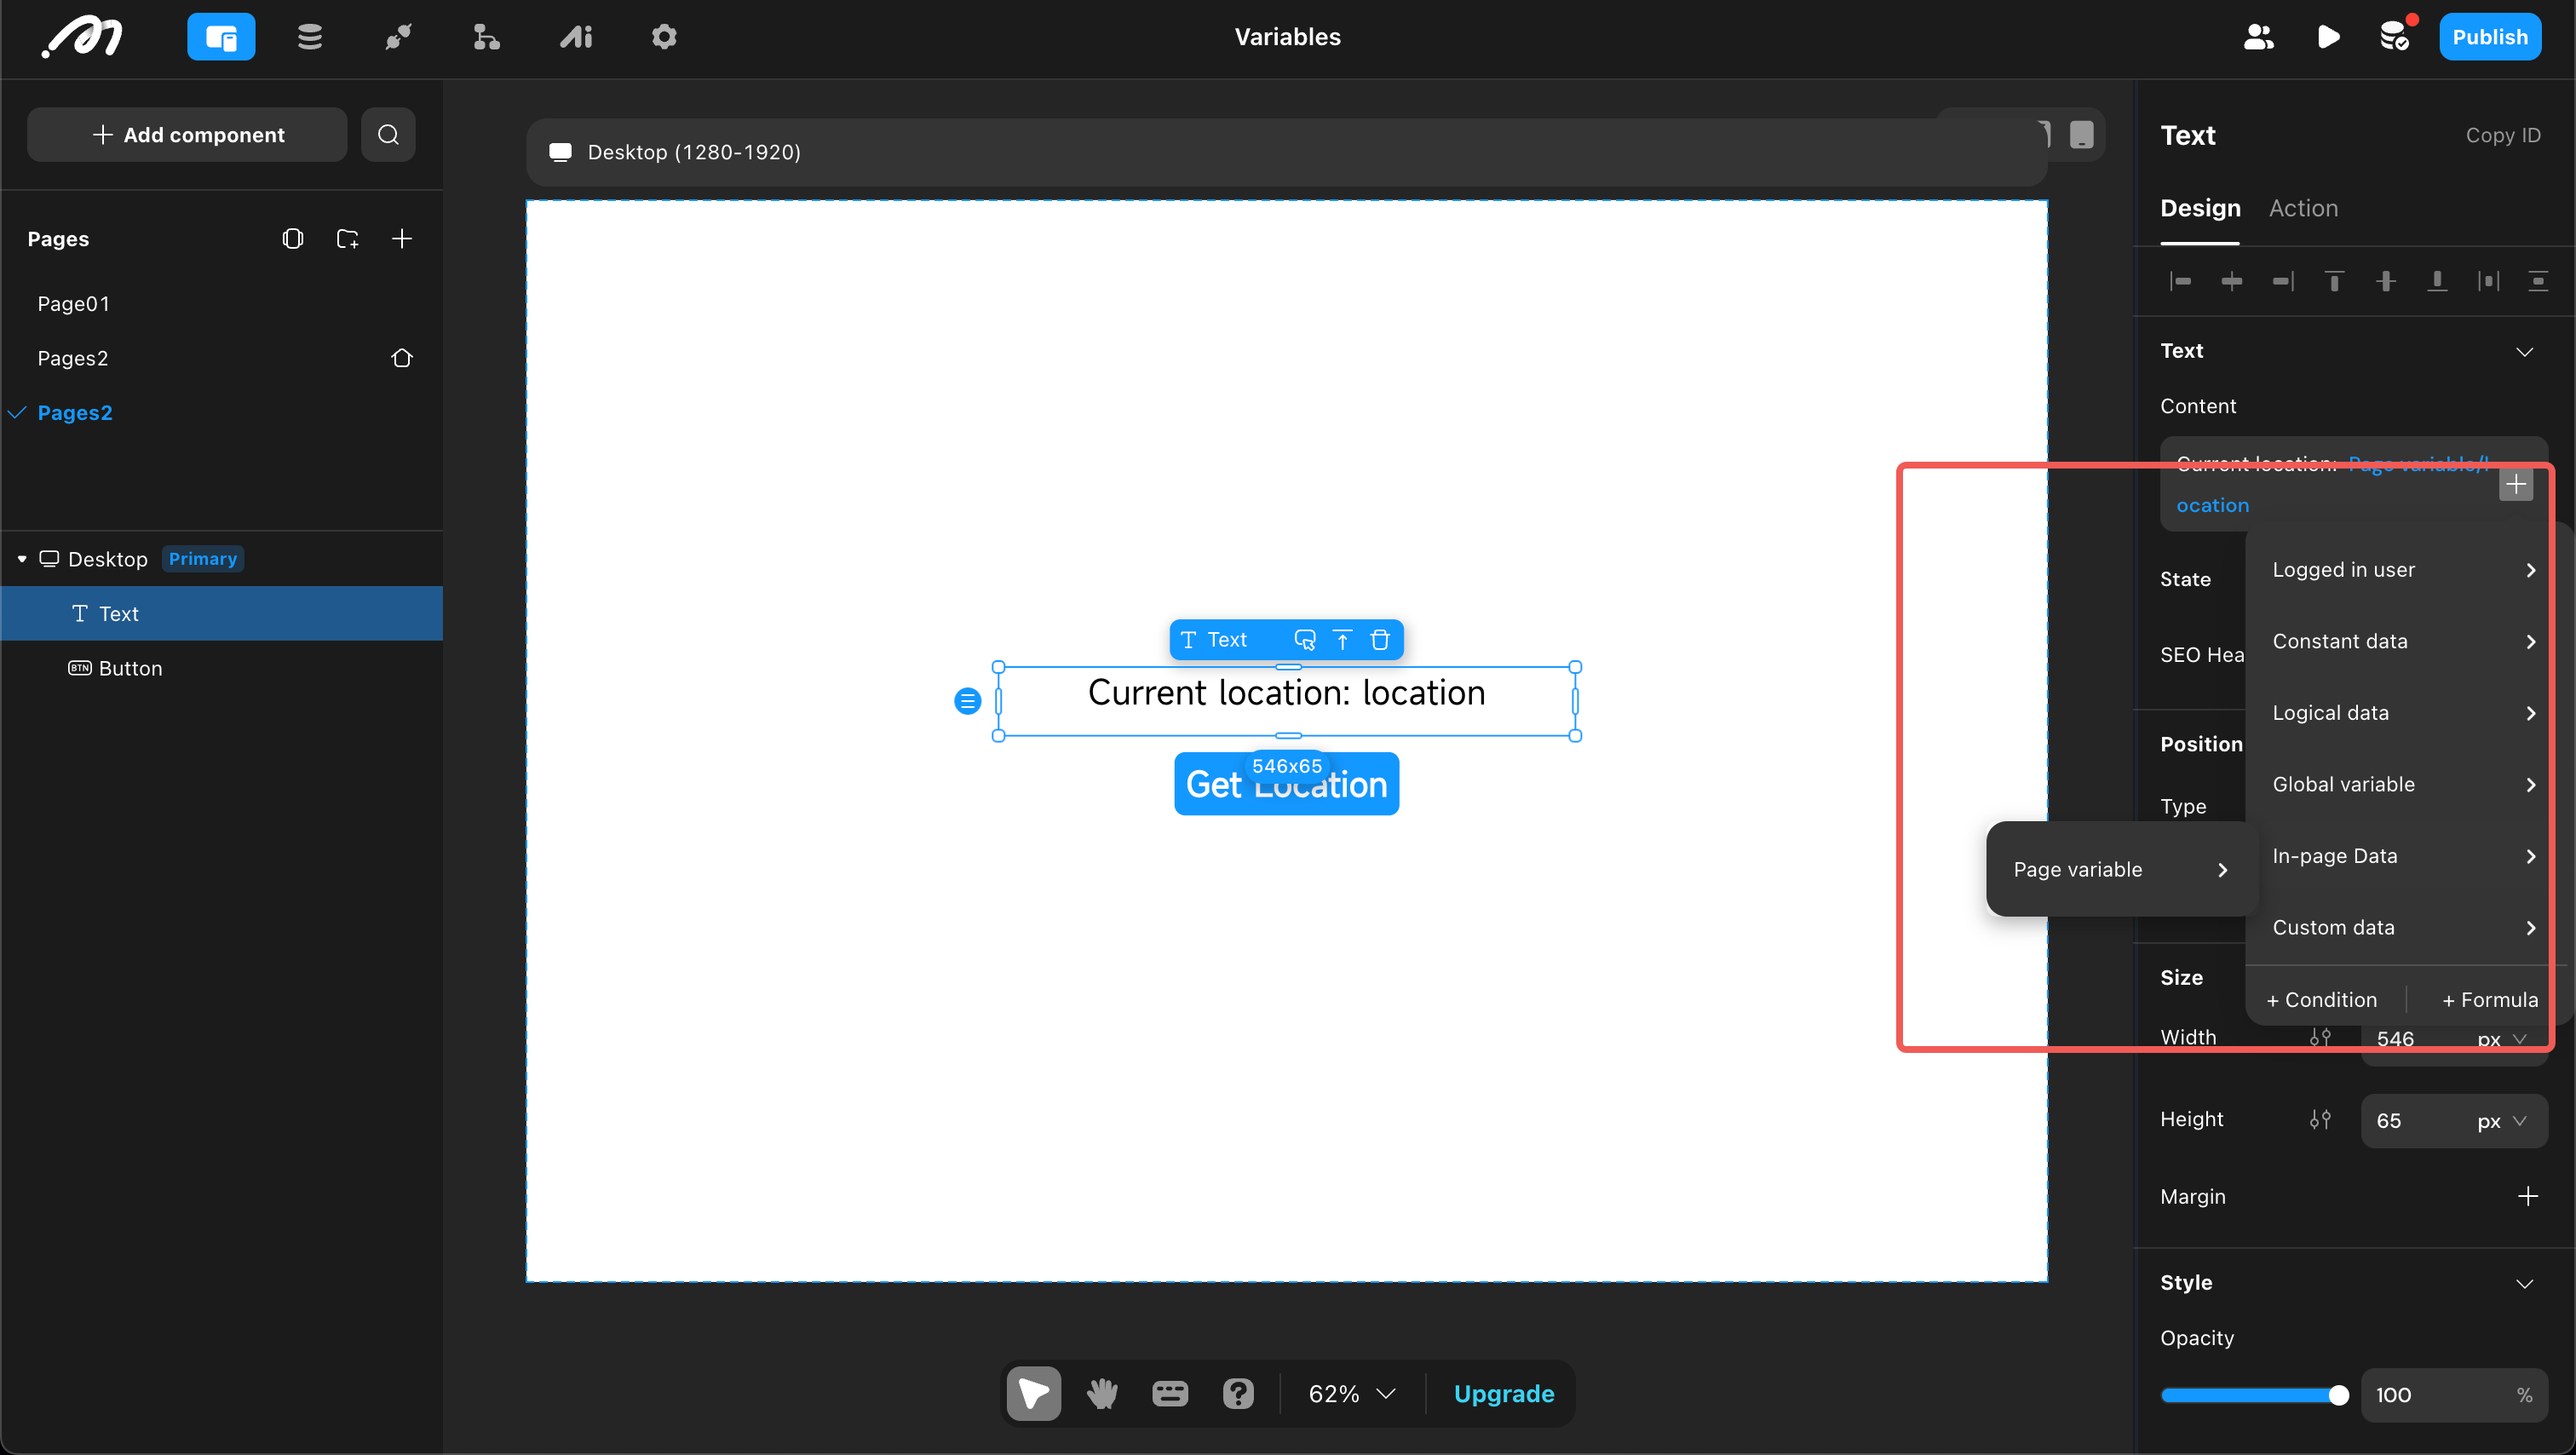 Variables
Publish
Add component
Pages
Page01
Pages2
Pages2
Desktop Primary
Text
BTN Button
Desktop (1280-1920)
Text
Current location: location
546x65
Get Location
62%
Upgrade
Text
Copy ID
Design
Action
Text
Content
Current location: Page variable/l
ocation
State
SEO Hea
Position
Type
Logged in user
Constant data
Logical data
Global variable
In-page Data
Custom data
+ Condition
+ Formula
Page variable
Size
Width
546 px
Height
65 px
Margin
Style
Opacity
100 %